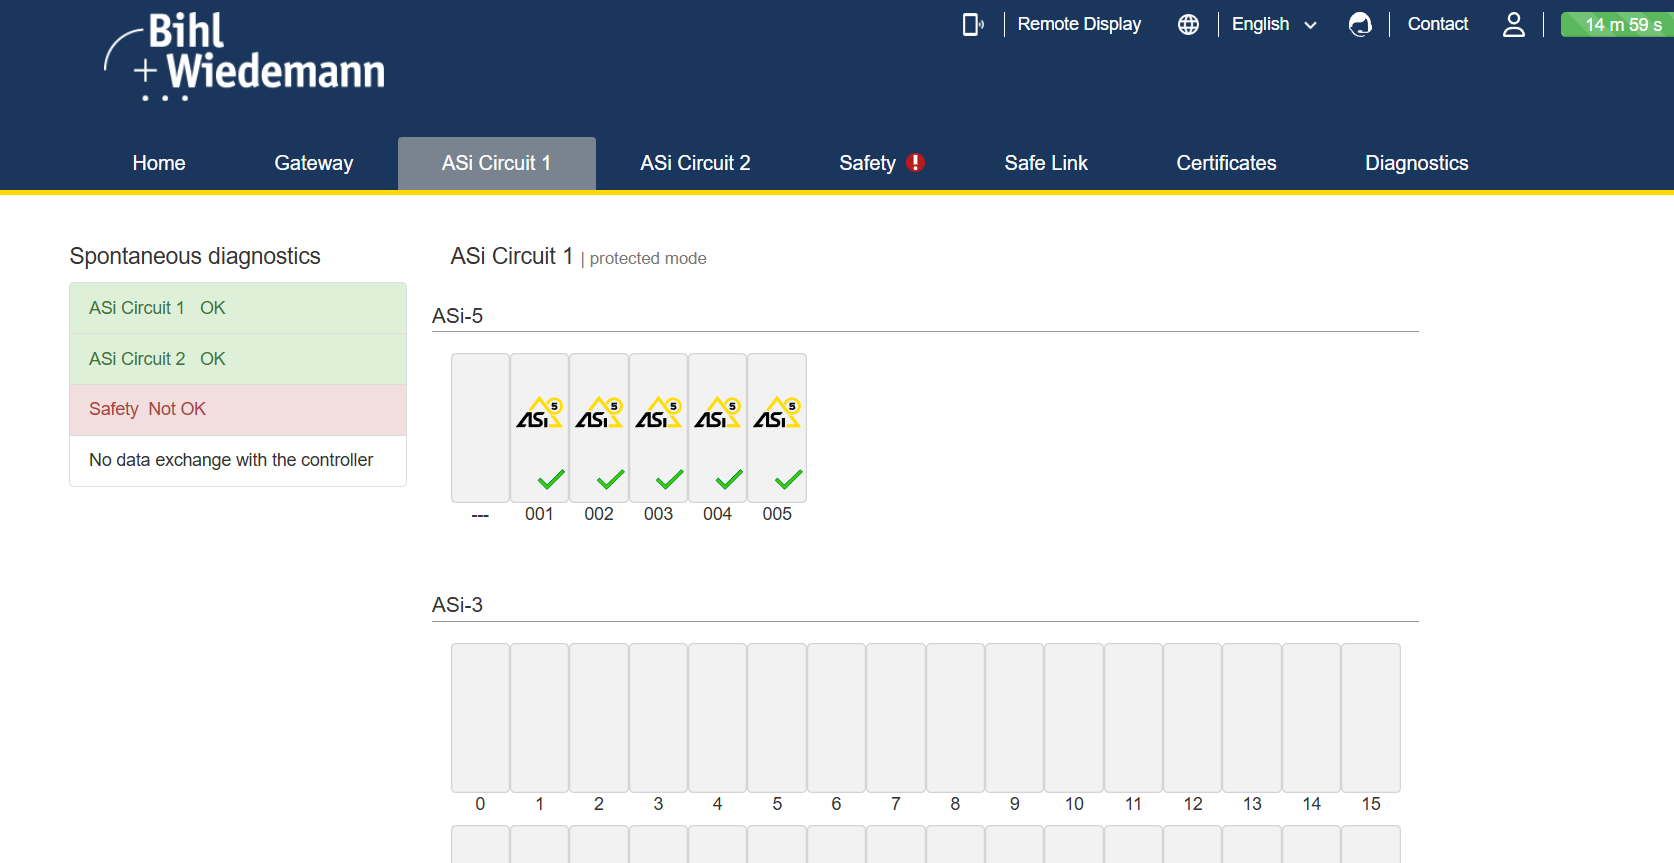 Bihl
+ Wiedemann
Remote Display English Contact 14 m 59 s
Home Gateway ASi Circuit 1 ASi Circuit 2 Safety ! Safe Link Certificates Diagnostics
Spontaneous diagnostics
ASi Circuit 1 OK
ASi Circuit 2 OK
Safety Not OK
No data exchange with the controller
ASi Circuit 1 | protected mode
ASi-5
ASi 5 ASi 5 ASi 5 ASi 5 ASi 5
--- 001 002 003 004 005
ASi-3
0 1 2 3 4 5 6 7 8 9 10 11 12 13 14 15